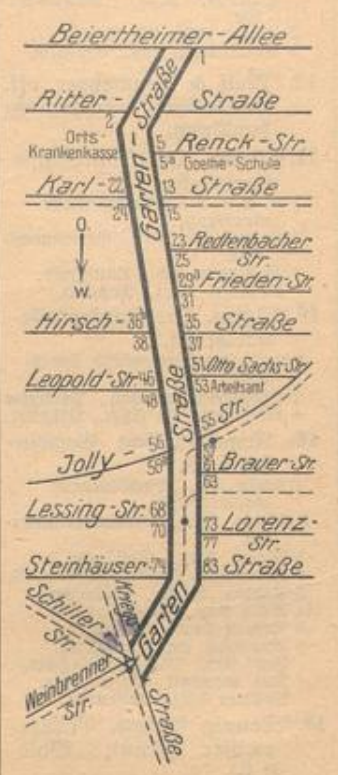 Beiertheimer-Allee
1
Ritter- Straße
2
Garten-Straße
Orts
Krankenkasse
5 Renck-Str.
5a Goethe-Schule
Karl-22 13 Straße
24 15
O.
W.
23 Redtenbacher
Str.
25
29a Frieden-Str.
31
Hirsch-36b 35 Straße
38 37
51 Otto Sachs-Str
Leopold-Str. 46 53 Arbeitsamt
48
Straße
55 Str.
Jolly- 56
58
61 Brauer-Str.
63
Lessing-Str. 68
70
73 Lorenz-
Str.
77
Steinhäuser-74 83 Straße
Schiller
Str.
Kriegs
Garten
Weinbrenner
Str.
Straße